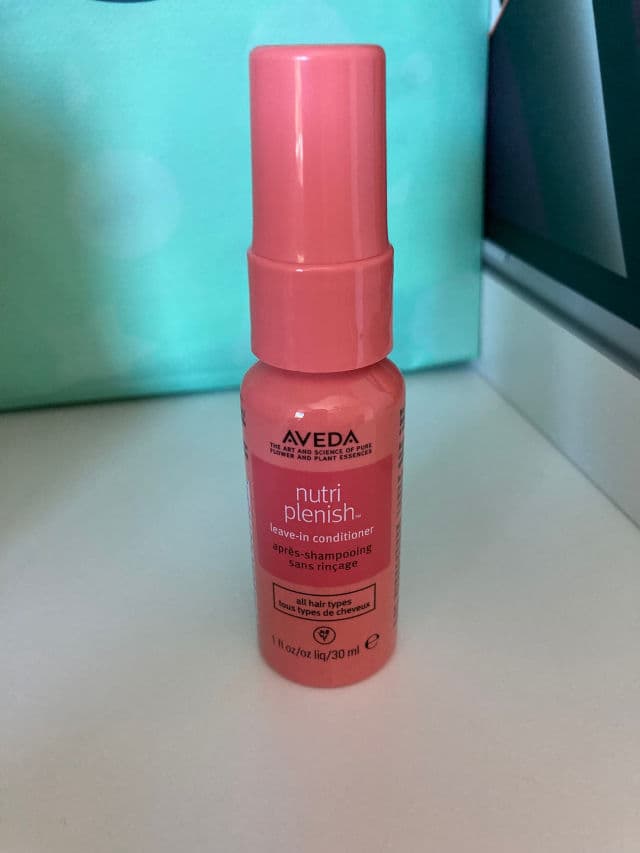 AVEDA
THE ART AND SCIENCE OF PURE
FLOWER AND PLANT ESSENCES
nutri
plenish™
leave-in conditioner
après-shampooing
sans rinçage
all hair types
tous types de cheveux
1 fl oz/oz liq/30 ml ℮